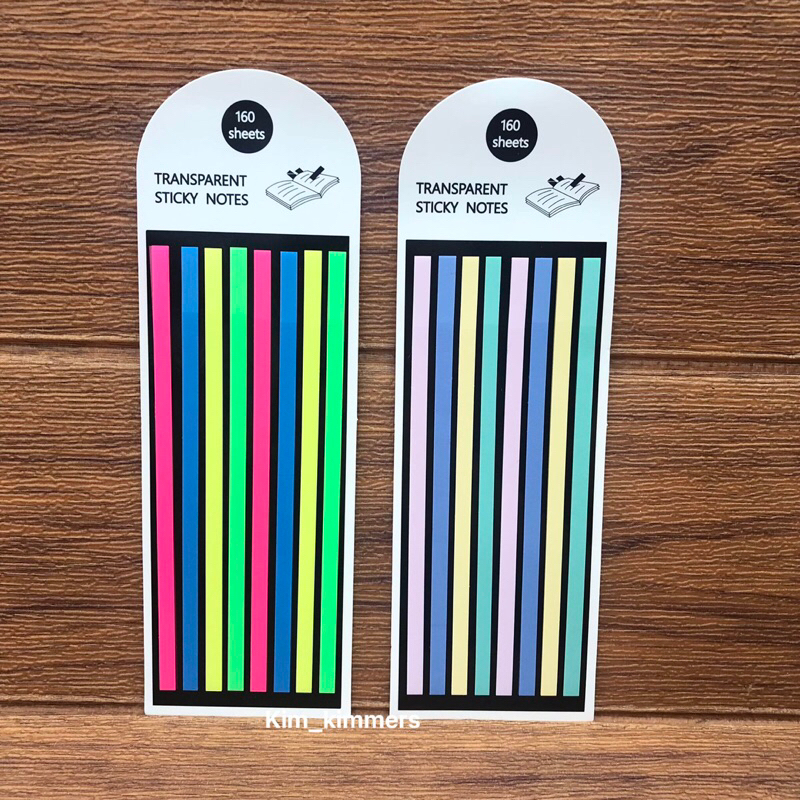 160
sheets
TRANSPARENT
STICKY NOTES
160
sheets
TRANSPARENT
STICKY NOTES
Kim_kimmers